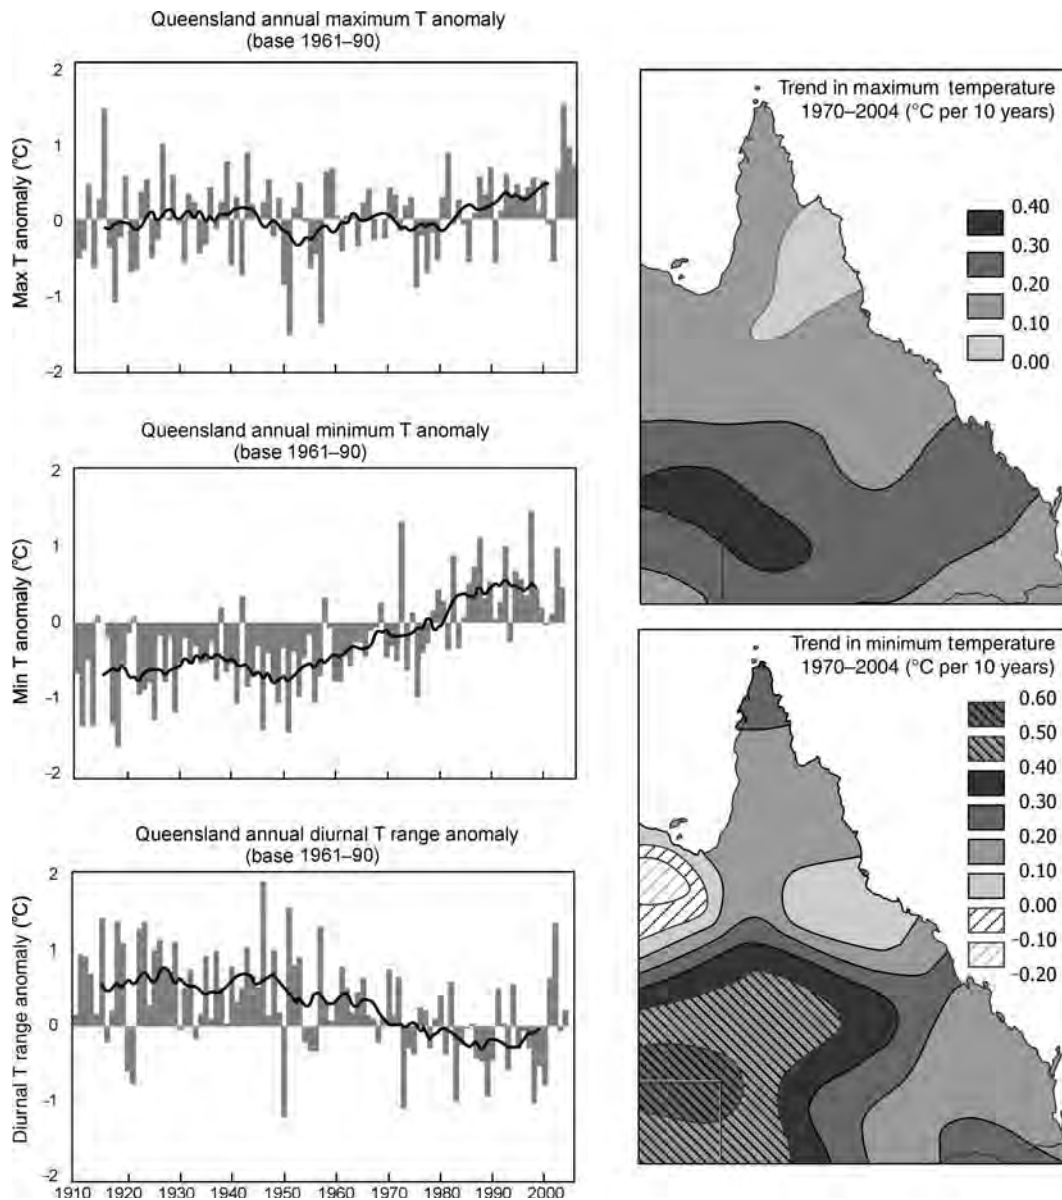 Queensland annual maximum T anomaly
(base 1961–90)
2
1
0
–1
–2
Max T anomaly (°C)
Queensland annual minimum T anomaly
(base 1961–90)
2
1
0
–1
–2
Min T anomaly (°C)
Queensland annual diurnal T range anomaly
(base 1961–90)
2
1
0
–1
–2
Diurnal T range anomaly (°C)
1910 1920 1930 1940 1950 1960 1970 1980 1990 2000
Trend in maximum temperature
1970–2004 (°C per 10 years)
0.40
0.30
0.20
0.10
0.00
Trend in minimum temperature
1970–2004 (°C per 10 years)
0.60
0.50
0.40
0.30
0.20
0.10
0.00
–0.10
–0.20